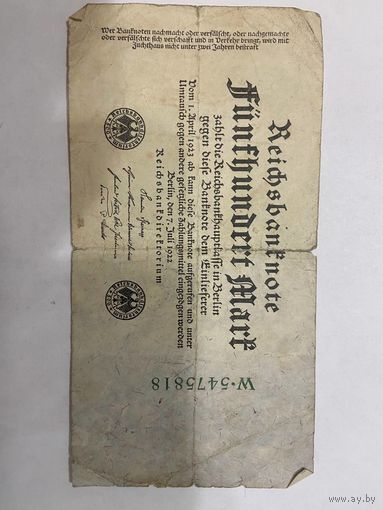 Wer Banknoten nachmacht oder verfälscht, oder nachgemachte
oder verfälschte sich verschafft und in Verkehr bringt, wird mit
Zuchthaus nicht unter zwei Jahren bestraft
Reichsbanknote
Fünfhundert Mark
zahlt die Reichsbankhauptkasse in Berlin
gegen diese Banknote dem Einlieferer
Vom 1. April 1923 ab kann diese Banknote aufgerufen und unter
Umtausch gegen andere gesetzliche Zahlungsmittel eingezogen werden
Berlin, den 7. Juli 1922
Reichsbankdirektorium
W·5475818
www.ay.by